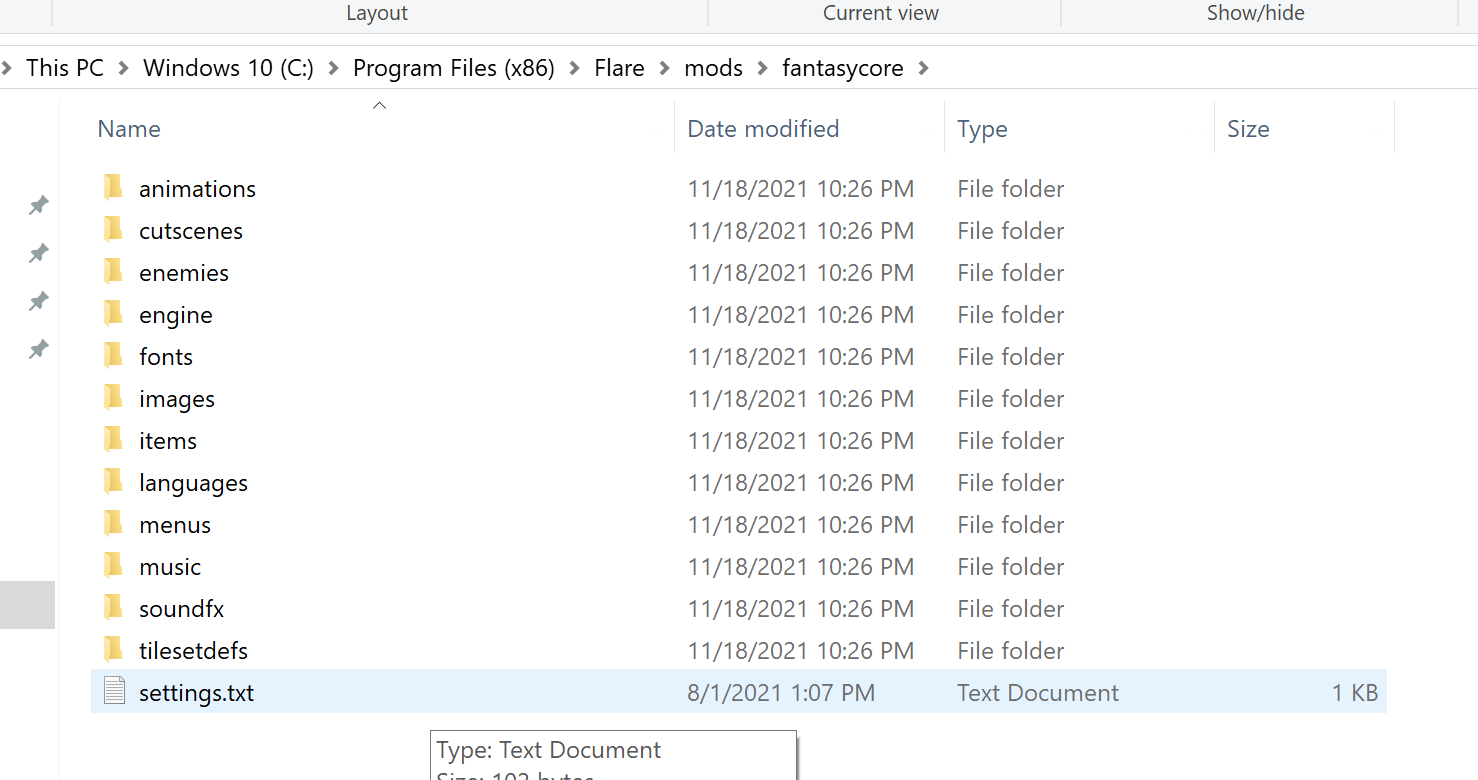 Layout Current view Show/hide
This PC Windows 10 (C:) Program Files (x86) Flare mods fantasycore
Name Date modified Type Size
animations 11/18/2021 10:26 PM File folder
cutscenes 11/18/2021 10:26 PM File folder
enemies 11/18/2021 10:26 PM File folder
engine 11/18/2021 10:26 PM File folder
fonts 11/18/2021 10:26 PM File folder
images 11/18/2021 10:26 PM File folder
items 11/18/2021 10:26 PM File folder
languages 11/18/2021 10:26 PM File folder
menus 11/18/2021 10:26 PM File folder
music 11/18/2021 10:26 PM File folder
soundfx 11/18/2021 10:26 PM File folder
tilesetdefs 11/18/2021 10:26 PM File folder
settings.txt 8/1/2021 1:07 PM Text Document 1 KB
Type: Text Document
Size: 102 bytes